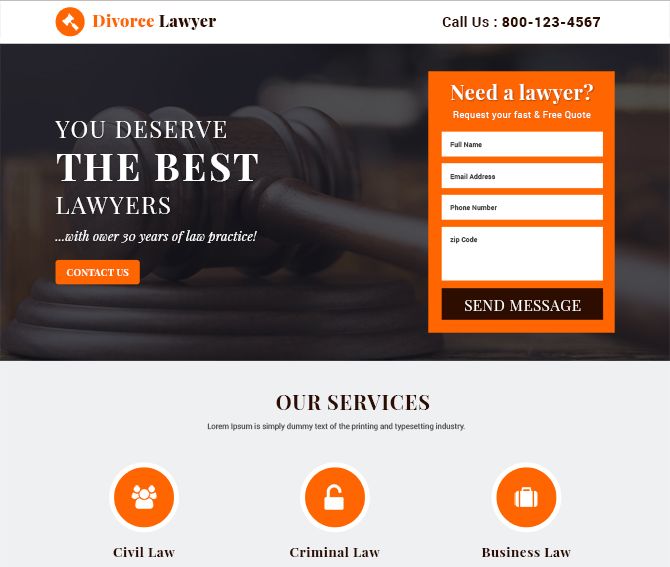 Divorce Lawyer
Call Us : 800-123-4567
YOU DESERVE
THE BEST
LAWYERS
...with ower 30 years of law practice!
CONTACT US
Need a lawyer?
Request your fast & Free Quote
Full Name
Email Address
Phone Number
zip Code
SEND MESSAGE
OUR SERVICES
Lorem Ipsum is simply dummy text of the printing and typesetting industry.
Civil Law
Criminal Law
Business Law